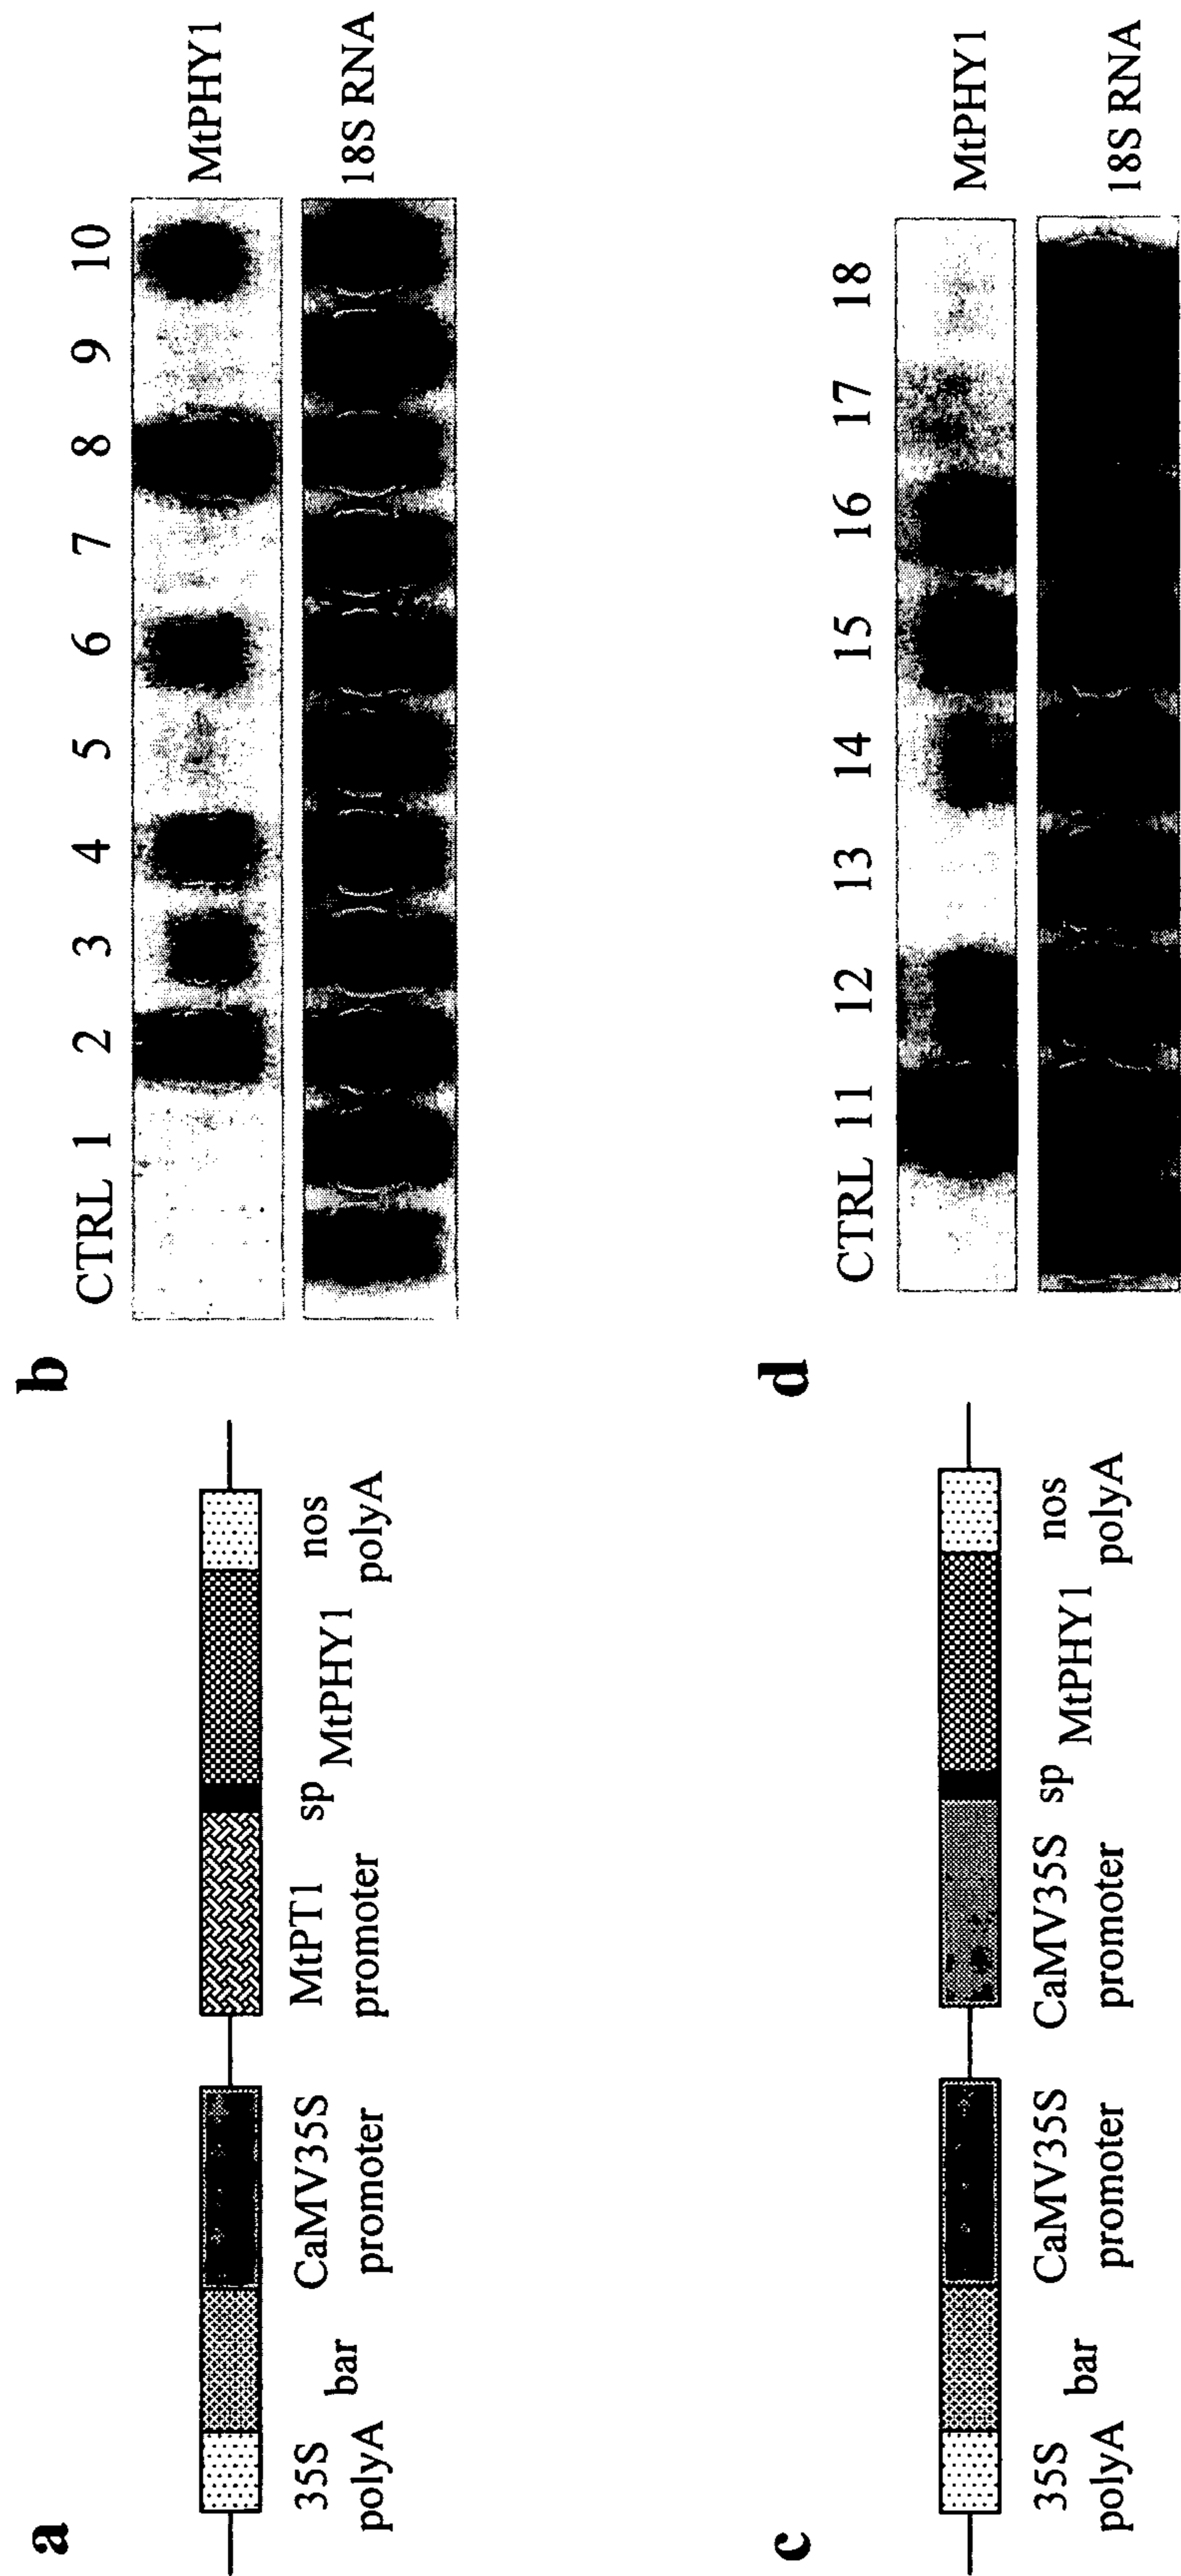 a
35S polyA
bar
CaMV35S promoter
MtPT1 promoter
sp
MtPHY1
nos polyA
b
CTRL 1 2 3 4 5 6 7 8 9 10
MtPHY1
18S RNA
c
35S polyA
bar
CaMV35S promoter
CaMV35S promoter
sp
MtPHY1
nos polyA
d
CTRL 11 12 13 14 15 16 17 18
MtPHY1
18S RNA